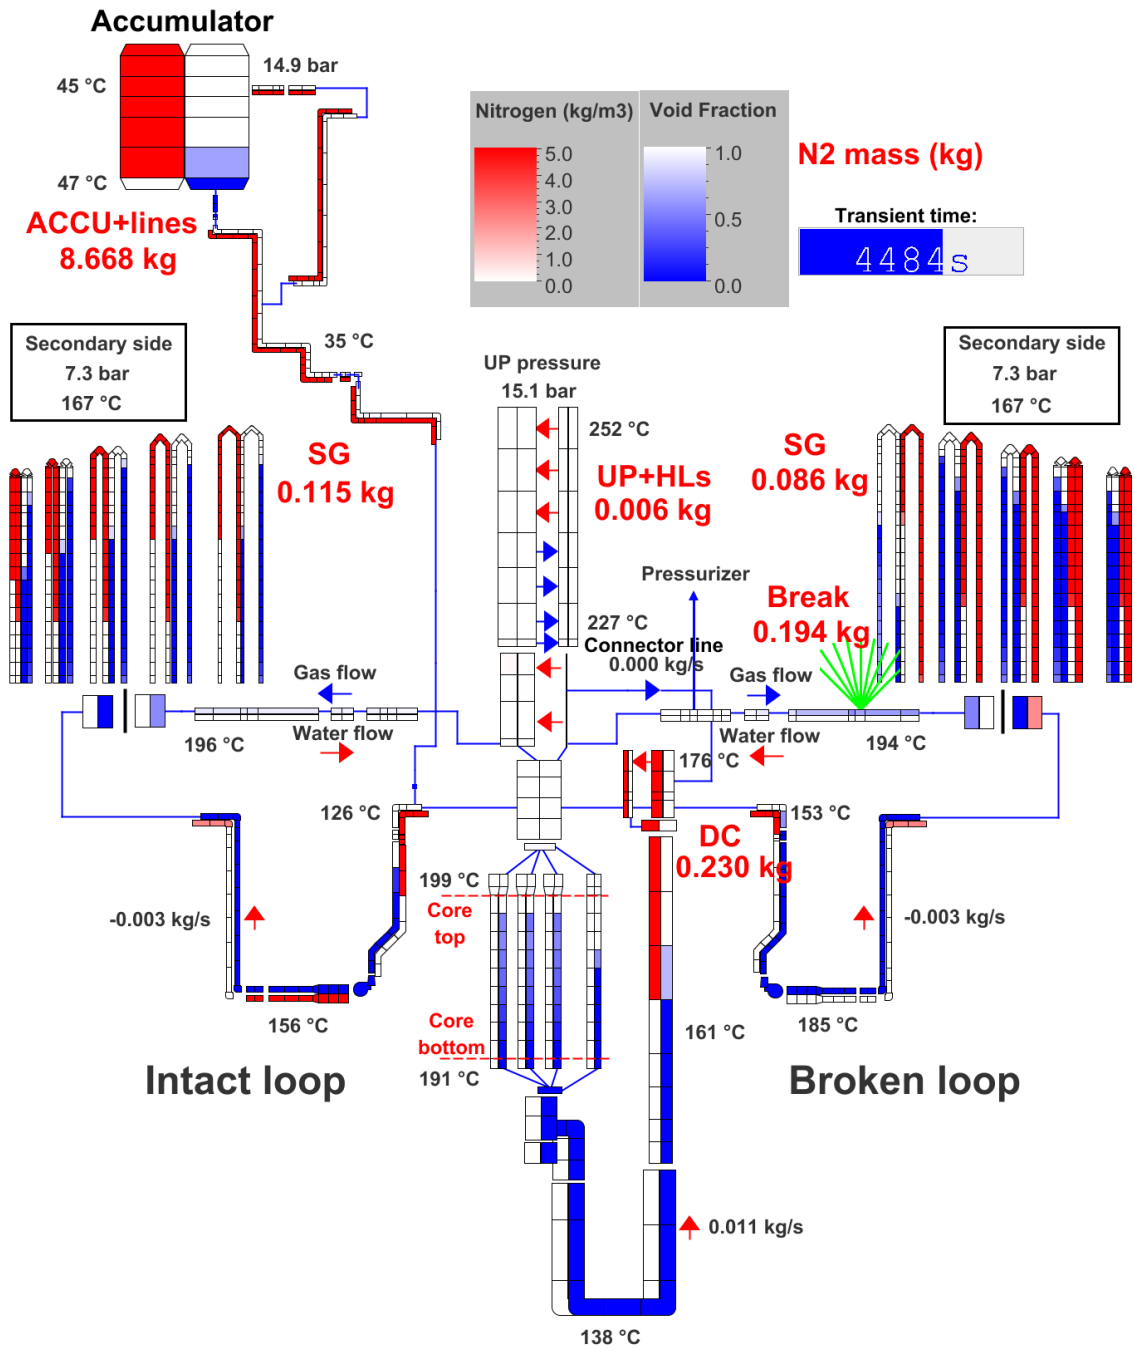 Accumulator
45 °C
14.9 bar
47 °C
ACCU+lines
8.668 kg
Nitrogen (kg/m3)
5.0
4.0
3.0
2.0
1.0
0.0
Void Fraction
1.0
0.5
0.0
N2 mass (kg)
Transient time:
4484s
Secondary side
7.3 bar
167 °C
35 °C
UP pressure
15.1 bar
Secondary side
7.3 bar
167 °C
SG
0.115 kg
252 °C
UP+HLs
0.006 kg
SG
0.086 kg
Pressurizer
Break
0.194 kg
227 °C
Connector line
0.000 kg/s
Gas flow
Water flow
196 °C
Gas flow
Water flow
194 °C
176 °C
126 °C
153 °C
DC
0.230 kg
199 °C
Core
top
-0.003 kg/s
-0.003 kg/s
156 °C
Core
bottom
191 °C
161 °C
185 °C
Intact loop
Broken loop
0.011 kg/s
138 °C